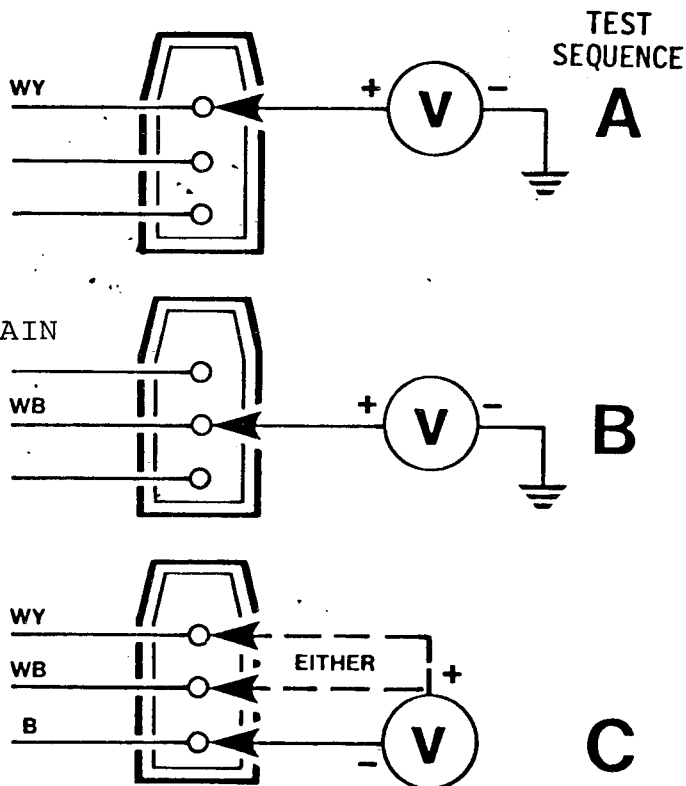 TEST
SEQUENCE
WY
+
V
-
A
AIN
WB
+
V
-
B
WY
WB
EITHER
+
B
V
-
C